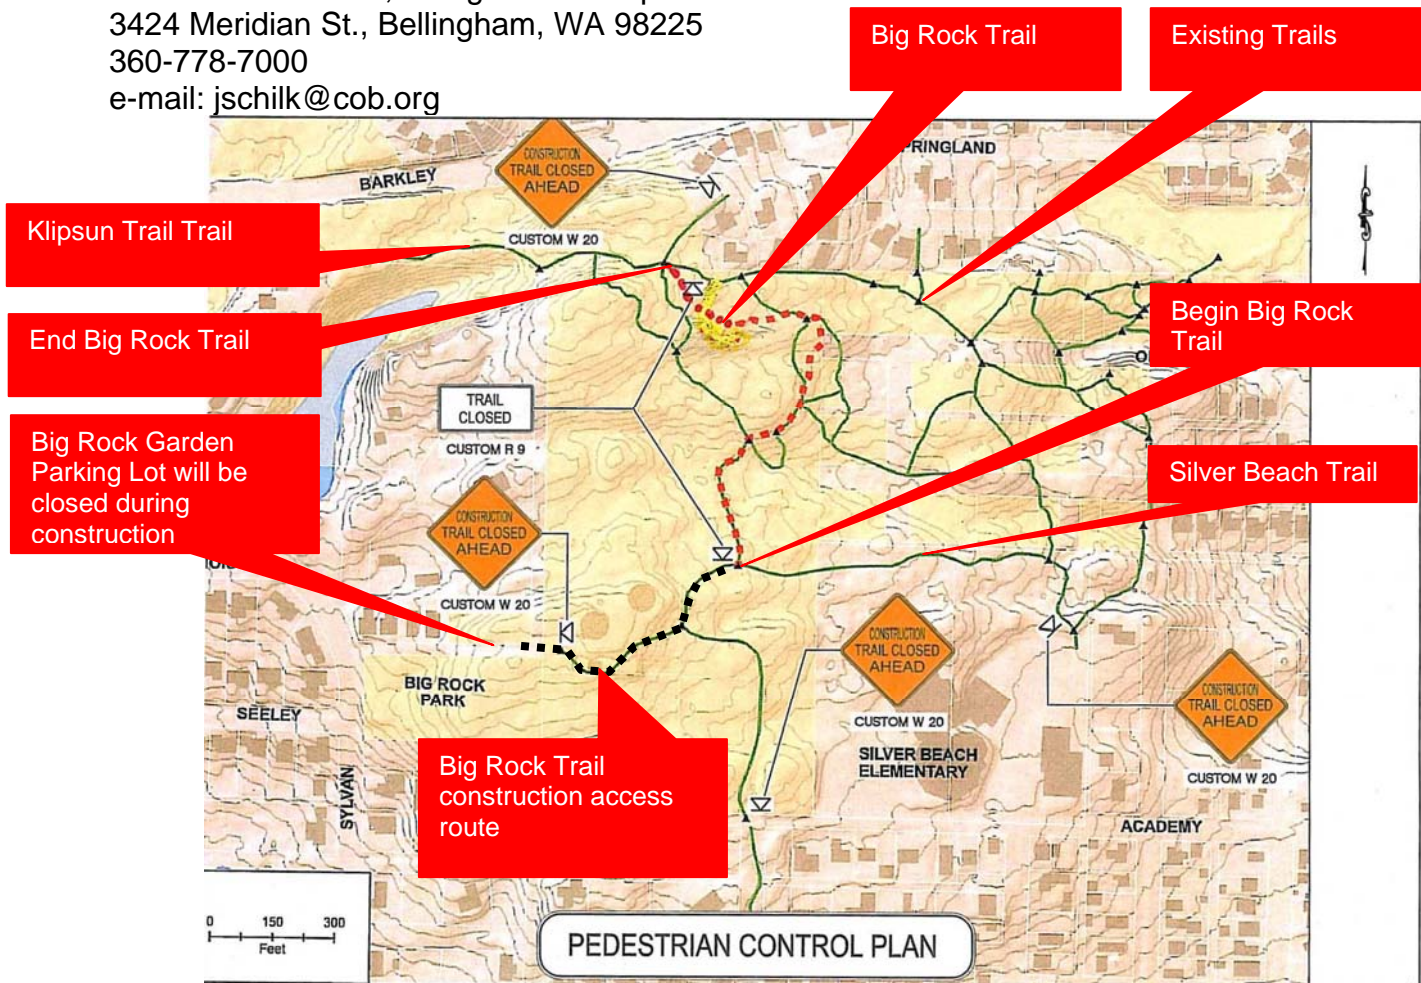 3424 Meridian St., Bellingham, WA 98225
360-778-7000
e-mail: jschilk@cob.org
Big Rock Trail
Existing Trails
CONSTRUCTION
TRAIL CLOSED
AHEAD
CUSTOM W 20
BARKLEY
Klipsun Trail Trail
End Big Rock Trail
Begin Big Rock
Trail
TRAIL
CLOSED
CUSTOM R 9
Big Rock Garden
Parking Lot will be
closed during
construction
Silver Beach Trail
CONSTRUCTION
TRAIL CLOSED
AHEAD
CUSTOM W 20
CONSTRUCTION
TRAIL CLOSED
AHEAD
CUSTOM W 20
CONSTRUCTION
TRAIL CLOSED
AHEAD
CUSTOM W 20
BIG ROCK
PARK
SEELEY
SYLVAN
Big Rock Trail
construction access
route
SILVER BEACH
ELEMENTARY
ACADEMY
0 150 300
Feet
PEDESTRIAN CONTROL PLAN